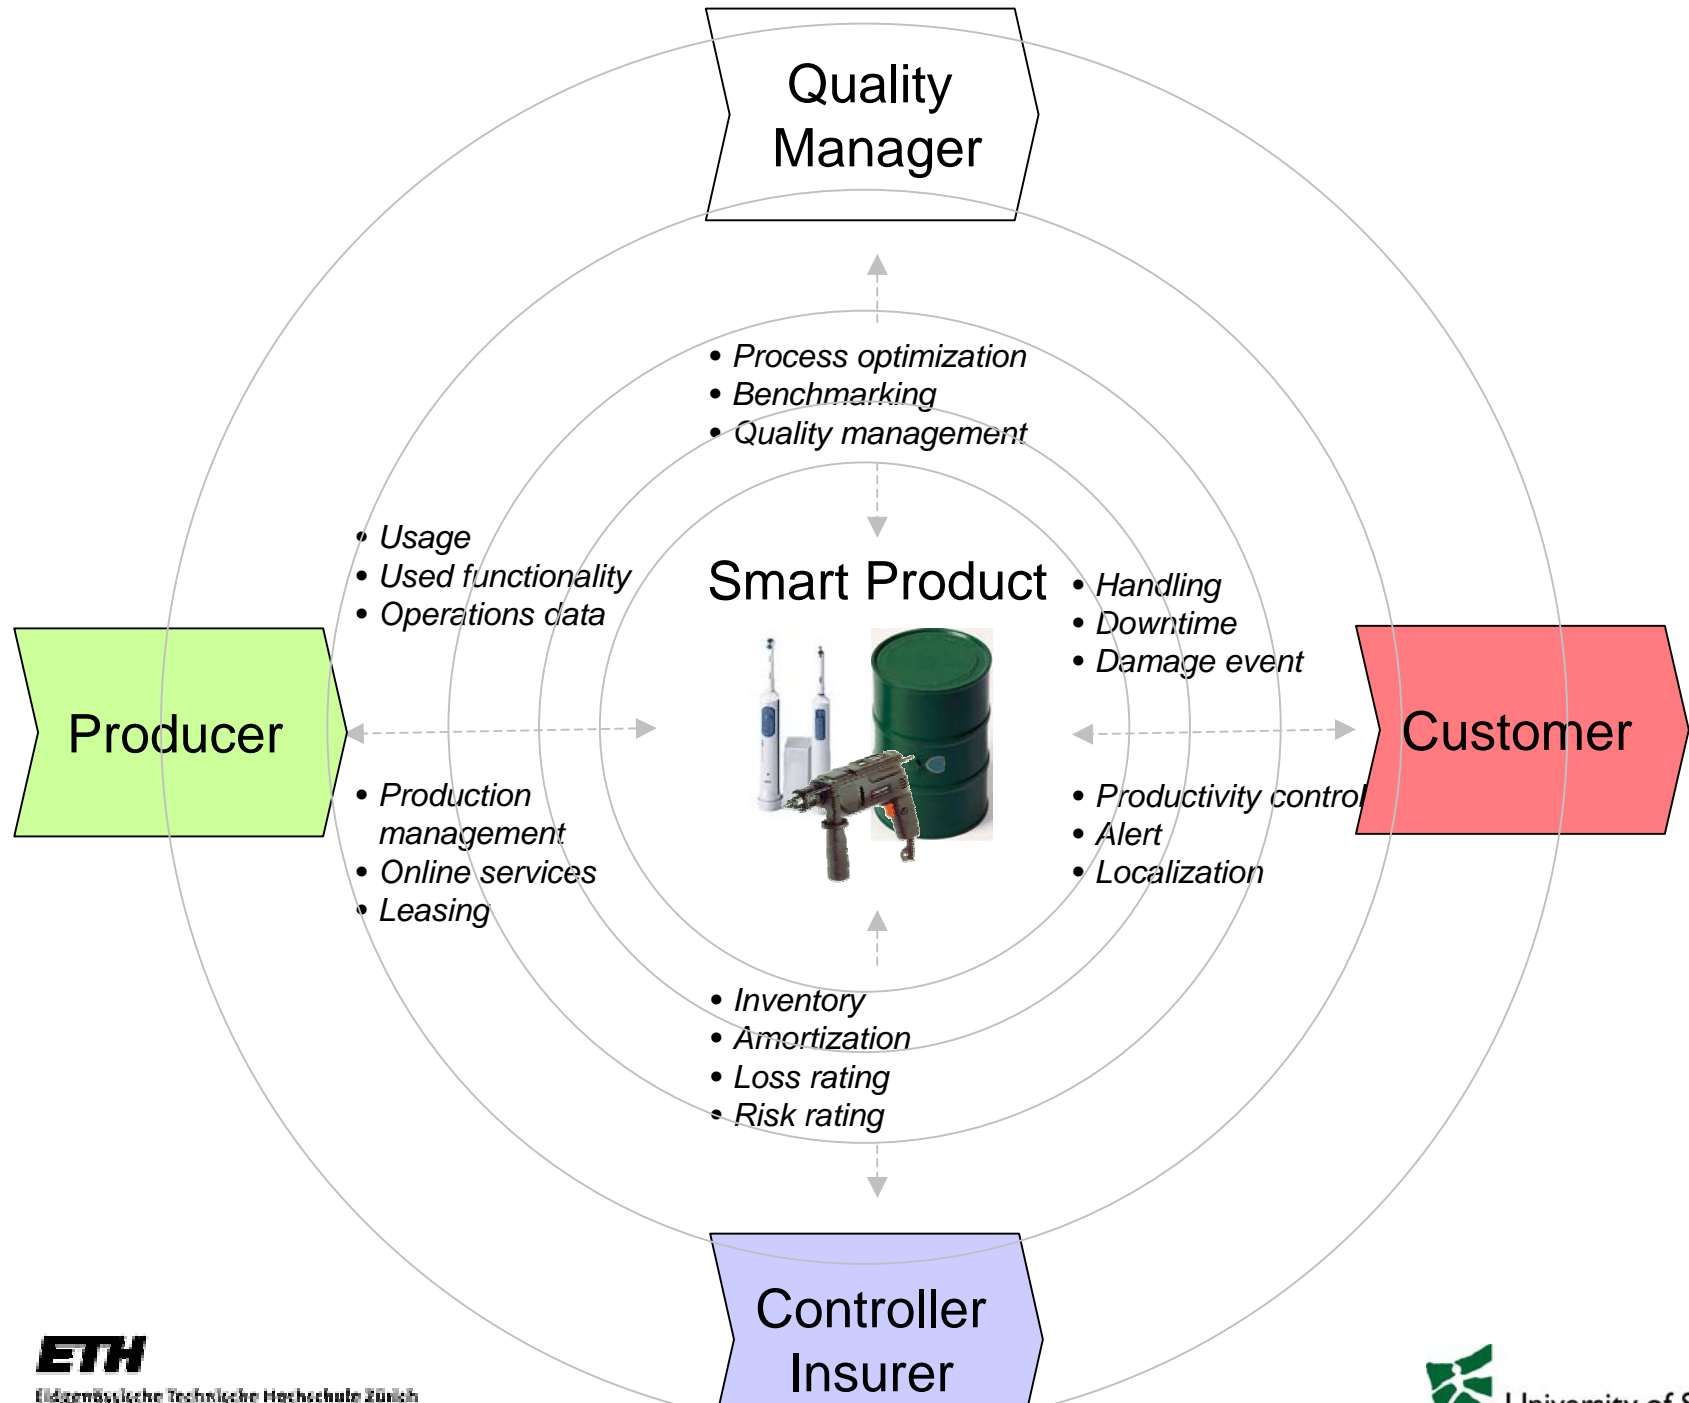 Quality
Manager
• Process optimization
• Benchmarking
• Quality management
• Usage
• Used functionality
• Operations data
Smart Product
• Handling
• Downtime
• Damage event
Producer
Customer
• Production
management
• Online services
• Leasing
• Productivity control
• Alert
• Localization
• Inventory
• Amortization
• Loss rating
• Risk rating
Controller
Insurer
ETH
Eidgenössische Technische Hochschule Zürich
University of S